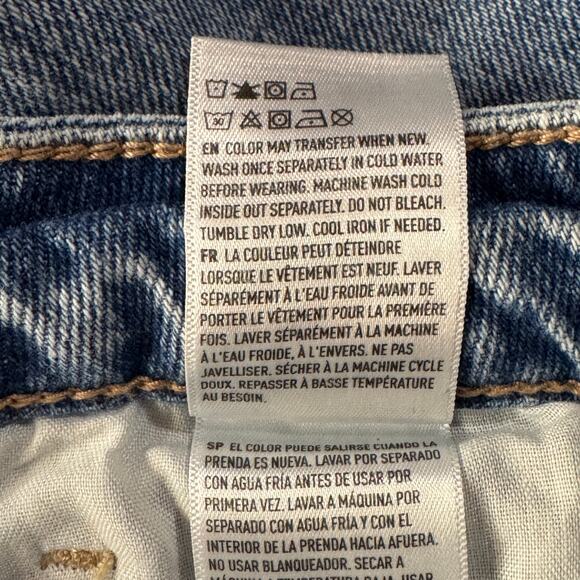 30
EN COLOR MAY TRANSFER WHEN NEW.
WASH ONCE SEPARATELY IN COLD WATER
BEFORE WEARING. MACHINE WASH COLD
INSIDE OUT SEPARATELY. DO NOT BLEACH.
TUMBLE DRY LOW. COOL IRON IF NEEDED.
FR LA COULEUR PEUT DÉTEINDRE
LORSQUE LE VÊTEMENT EST NEUF. LAVER
SÉPARÉMENT À L'EAU FROIDE AVANT DE
PORTER LE VÊTEMENT POUR LA PREMIÈRE
FOIS. LAVER SÉPARÉMENT À LA MACHINE
À L'EAU FROIDE, À L'ENVERS. NE PAS
JAVELLISER. SÉCHER À LA MACHINE CYCLE
DOUX. REPASSER À BASSE TEMPÉRATURE
AU BESOIN.
SP EL COLOR PUEDE SALIRSE CUANDO LA
PRENDA ES NUEVA. LAVAR POR SEPARADO
CON AGUA FRÍA ANTES DE USAR POR
PRIMERA VEZ. LAVAR A MÁQUINA POR
SEPARADO CON AGUA FRÍA Y CON EL
INTERIOR DE LA PRENDA HACIA AFUERA.
NO USAR BLANQUEADOR. SECAR A
MÁQUINA A TEMPERATURA BAJA. USAR